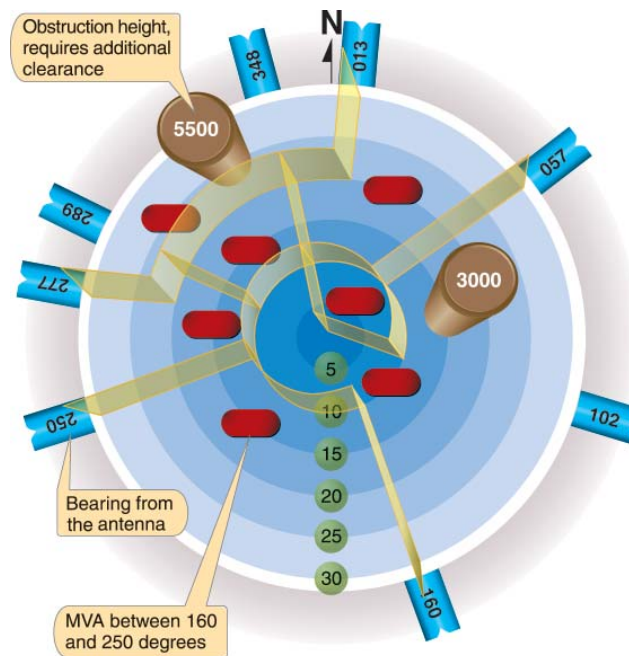 Obstruction height,
requires additional
clearance
N
348
013
5500
057
289
3000
277
5
10
250
102
15
20
Bearing from
the antenna
25
30
160
MVA between 160
and 250 degrees